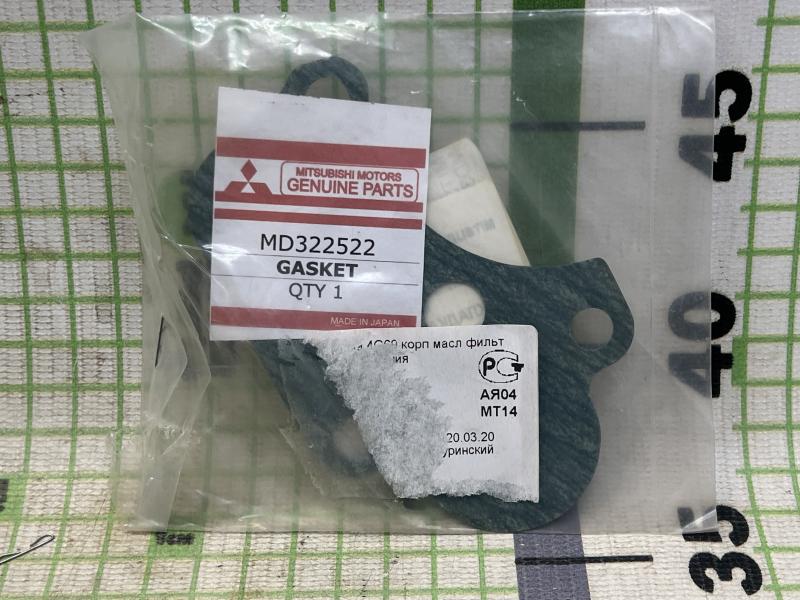 45
MITSUBISHI MOTORS
GENUINE PARTS
MD322522
GASKET
QTY 1
MADE IN JAPAN
40
корп масл фильт
РСТ
АЯ04
МТ14
20.03.20
35